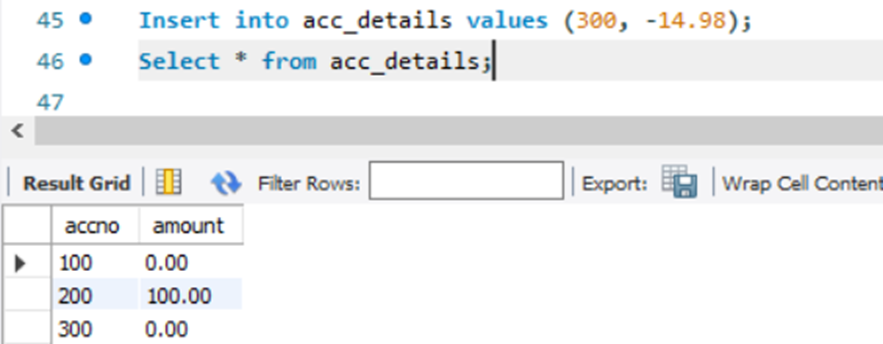 45 Insert into acc_details values (300, -14.98);
46 Select * from acc_details;
47
Result Grid Filter Rows: Export: Wrap Cell Content
accno amount
100 0.00
200 100.00
300 0.00